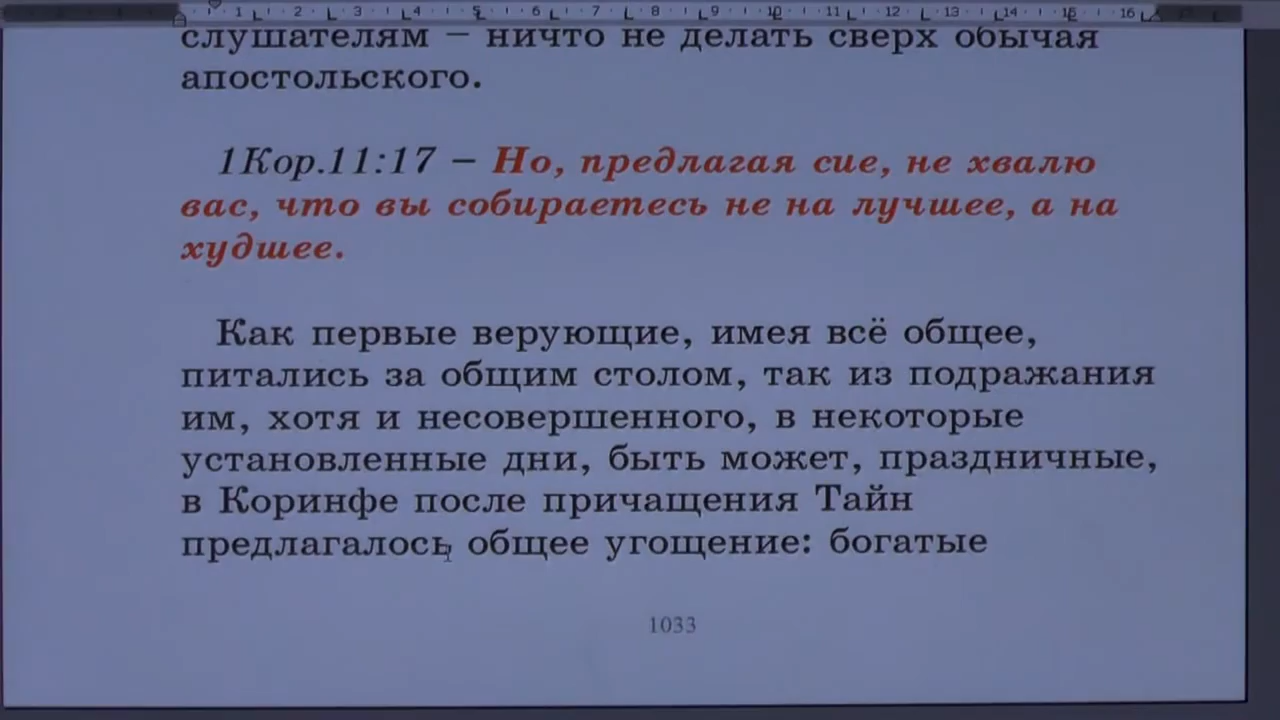 слушателям – ничто не делать сверх обычая
апостольского.
1Кор.11:17 – Но, предлагая сие, не хвалю
вас, что вы собираетесь не на лучшее, а на
худшее.
Как первые верующие, имея всё общее,
питались за общим столом, так из подражания
им, хотя и несовершенного, в некоторые
установленные дни, быть может, праздничные,
в Коринфе после причащения Тайн
предлагалось общее угощение: богатые
1033